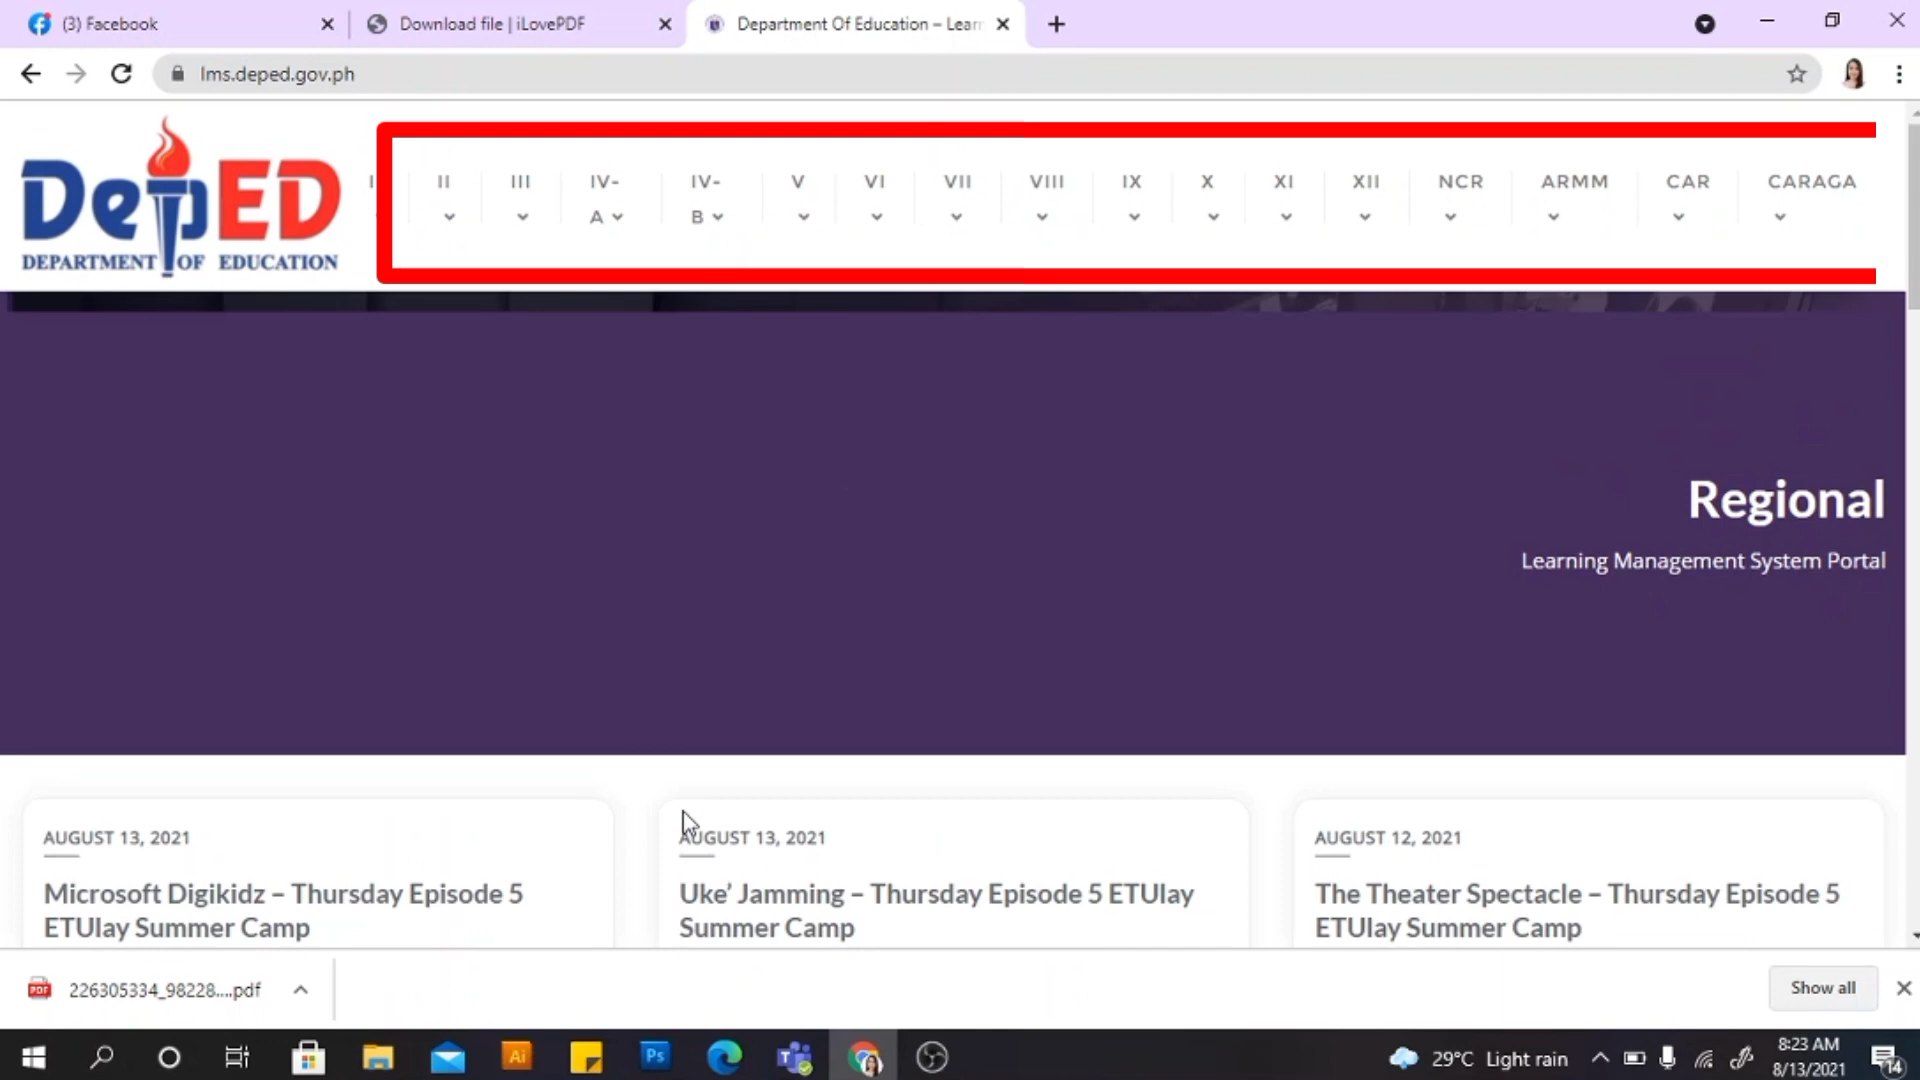 (3) Facebook
Download file | iLovePDF
Department Of Education – Lear
lms.deped.gov.ph
DepED
DEPARTMENT OF EDUCATION
I
II
III
IV-A
IV-B
V
VI
VII
VIII
IX
X
XI
XII
NCR
ARMM
CAR
CARAGA
Regional
Learning Management System Portal
AUGUST 13, 2021
Microsoft Digikidz – Thursday Episode 5
ETUlay Summer Camp
AUGUST 13, 2021
Uke’ Jamming – Thursday Episode 5 ETUlay
Summer Camp
AUGUST 12, 2021
The Theater Spectacle – Thursday Episode 5
ETUlay Summer Camp
PDF
226305334_98228....pdf
Show all
Ai
Ps
29°C Light rain
8:23 AM
8/13/2021
14